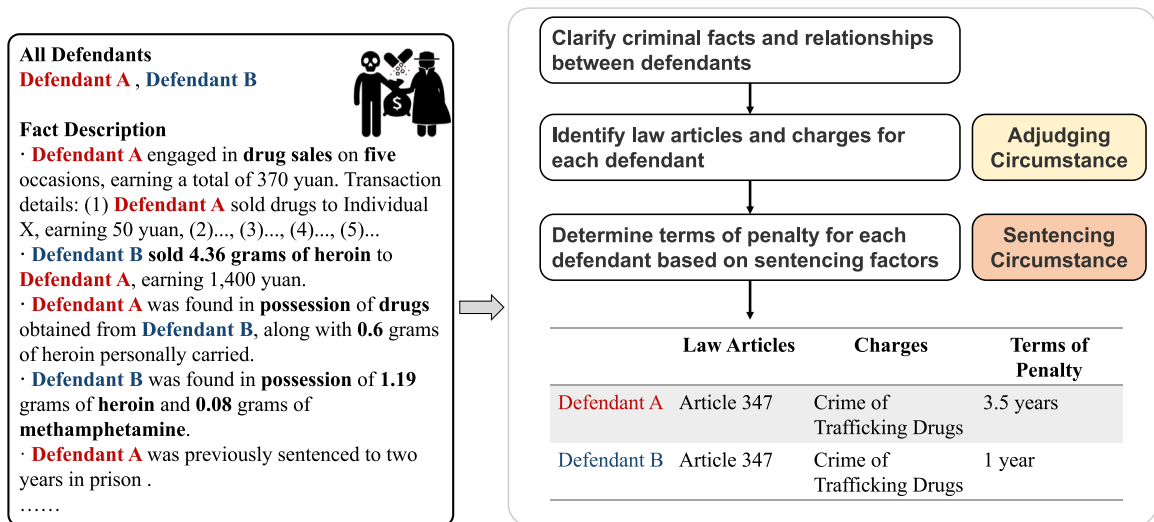 All Defendants
Defendant A , Defendant B
Fact Description
· Defendant A engaged in drug sales on five
occasions, earning a total of 370 yuan. Transaction
details: (1) Defendant A sold drugs to Individual
X, earning 50 yuan, (2)..., (3)..., (4)..., (5)...
· Defendant B sold 4.36 grams of heroin to
Defendant A, earning 1,400 yuan.
· Defendant A was found in possession of drugs
obtained from Defendant B, along with 0.6 grams
of heroin personally carried.
· Defendant B was found in possession of 1.19
grams of heroin and 0.08 grams of
methamphetamine.
· Defendant A was previously sentenced to two
years in prison .
……
$
Clarify criminal facts and relationships
between defendants
Identify law articles and charges for
each defendant
Adjudging
Circumstance
Determine terms of penalty for each
defendant based on sentencing factors
Sentencing
Circumstance
Law Articles Charges Terms of
Penalty
Defendant A Article 347 Crime of 3.5 years
Trafficking Drugs
Defendant B Article 347 Crime of 1 year
Trafficking Drugs